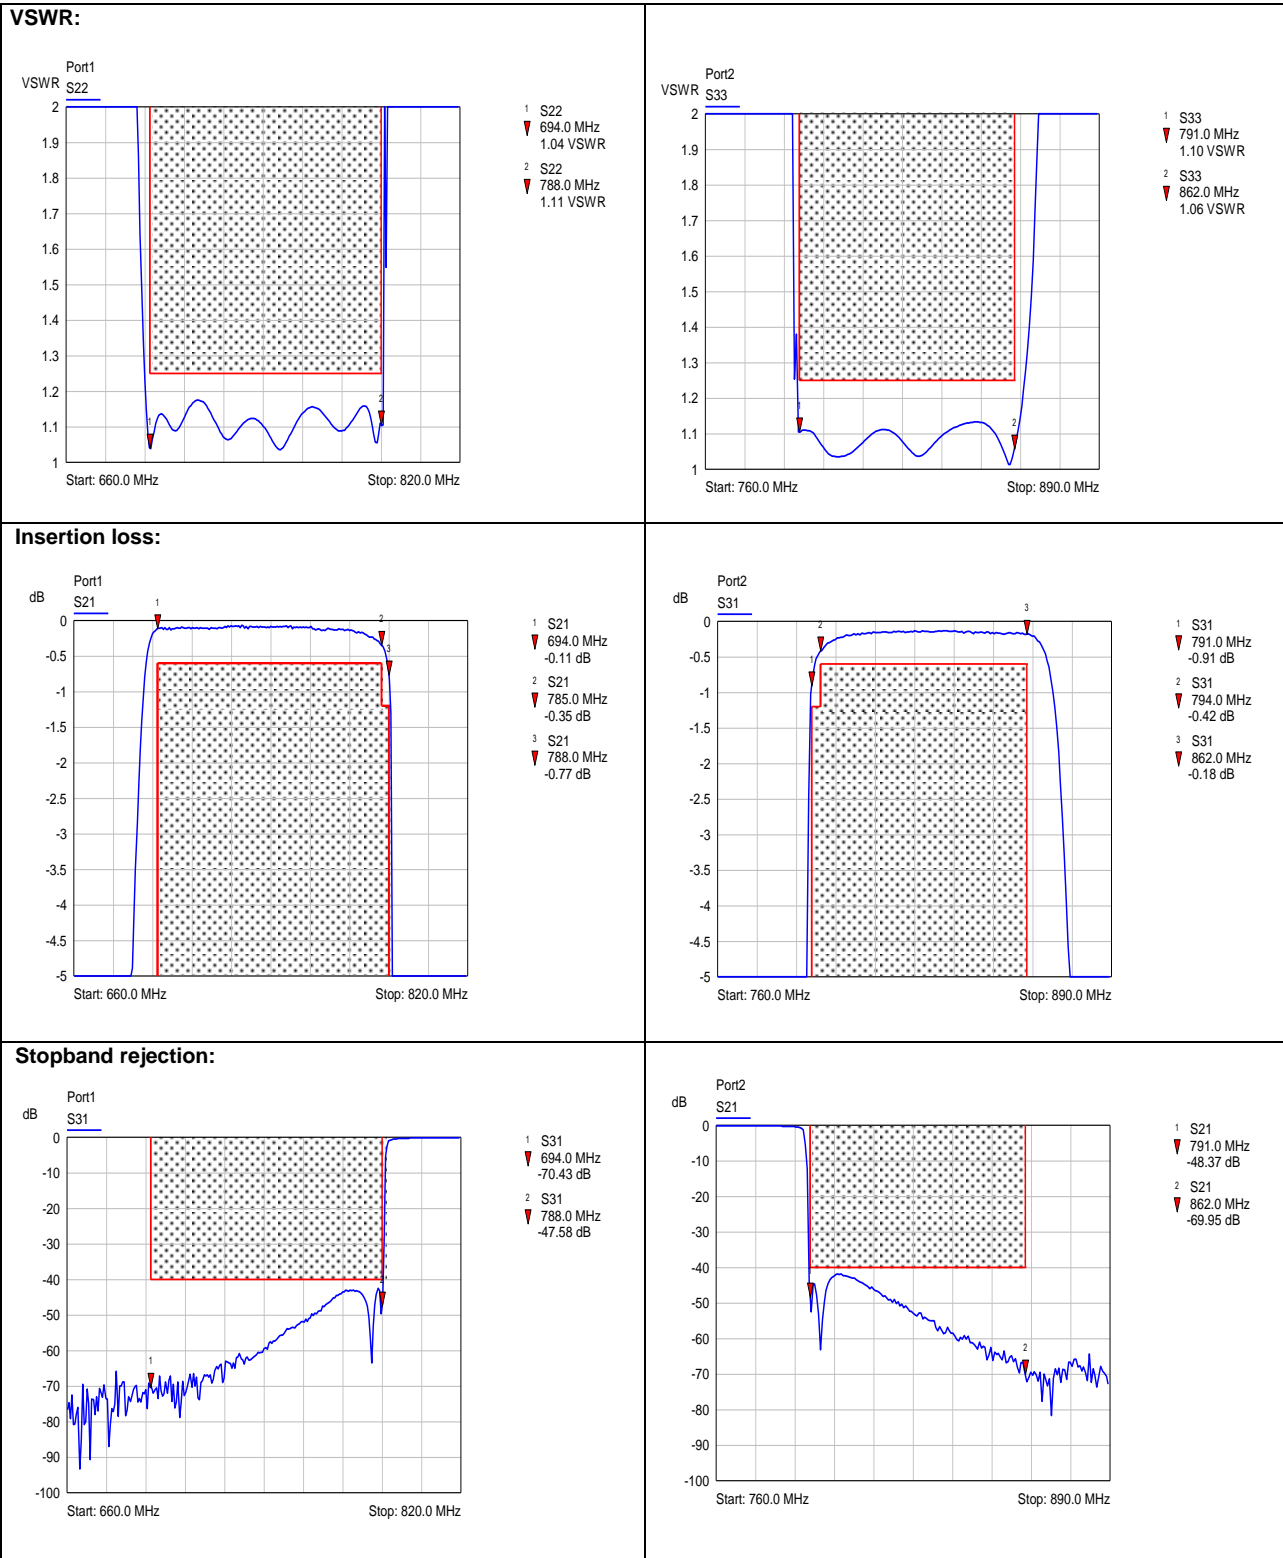 VSWR:
Port1
VSWR S22
2
1.9
1.8
1.7
1.6
1.5
1.4
1.3
1.2
1.1
1
1
2
Start: 660.0 MHz Stop: 820.0 MHz
1 S22
694.0 MHz
1.04 VSWR
2 S22
788.0 MHz
1.11 VSWR
Port2
VSWR S33
2
1.9
1.8
1.7
1.6
1.5
1.4
1.3
1.2
1.1
1
1
2
Start: 760.0 MHz Stop: 890.0 MHz
1 S33
791.0 MHz
1.10 VSWR
2 S33
862.0 MHz
1.06 VSWR
Insertion loss:
Port1
dB S21
0
-0.5
-1
-1.5
-2
-2.5
-3
-3.5
-4
-4.5
-5
1
2
3
Start: 660.0 MHz Stop: 820.0 MHz
1 S21
694.0 MHz
-0.11 dB
2 S21
785.0 MHz
-0.35 dB
3 S21
788.0 MHz
-0.77 dB
Port2
dB S31
0
-0.5
-1
-1.5
-2
-2.5
-3
-3.5
-4
-4.5
-5
1
2
3
Start: 760.0 MHz Stop: 890.0 MHz
1 S31
791.0 MHz
-0.91 dB
2 S31
794.0 MHz
-0.42 dB
3 S31
862.0 MHz
-0.18 dB
Stopband rejection:
Port1
dB S31
0
-10
-20
-30
-40
-50
-60
-70
-80
-90
-100
1
2
Start: 660.0 MHz Stop: 820.0 MHz
1 S31
694.0 MHz
-70.43 dB
2 S31
788.0 MHz
-47.58 dB
Port2
dB S21
0
-10
-20
-30
-40
-50
-60
-70
-80
-90
-100
2
Start: 760.0 MHz Stop: 890.0 MHz
1 S21
791.0 MHz
-48.37 dB
2 S21
862.0 MHz
-69.95 dB